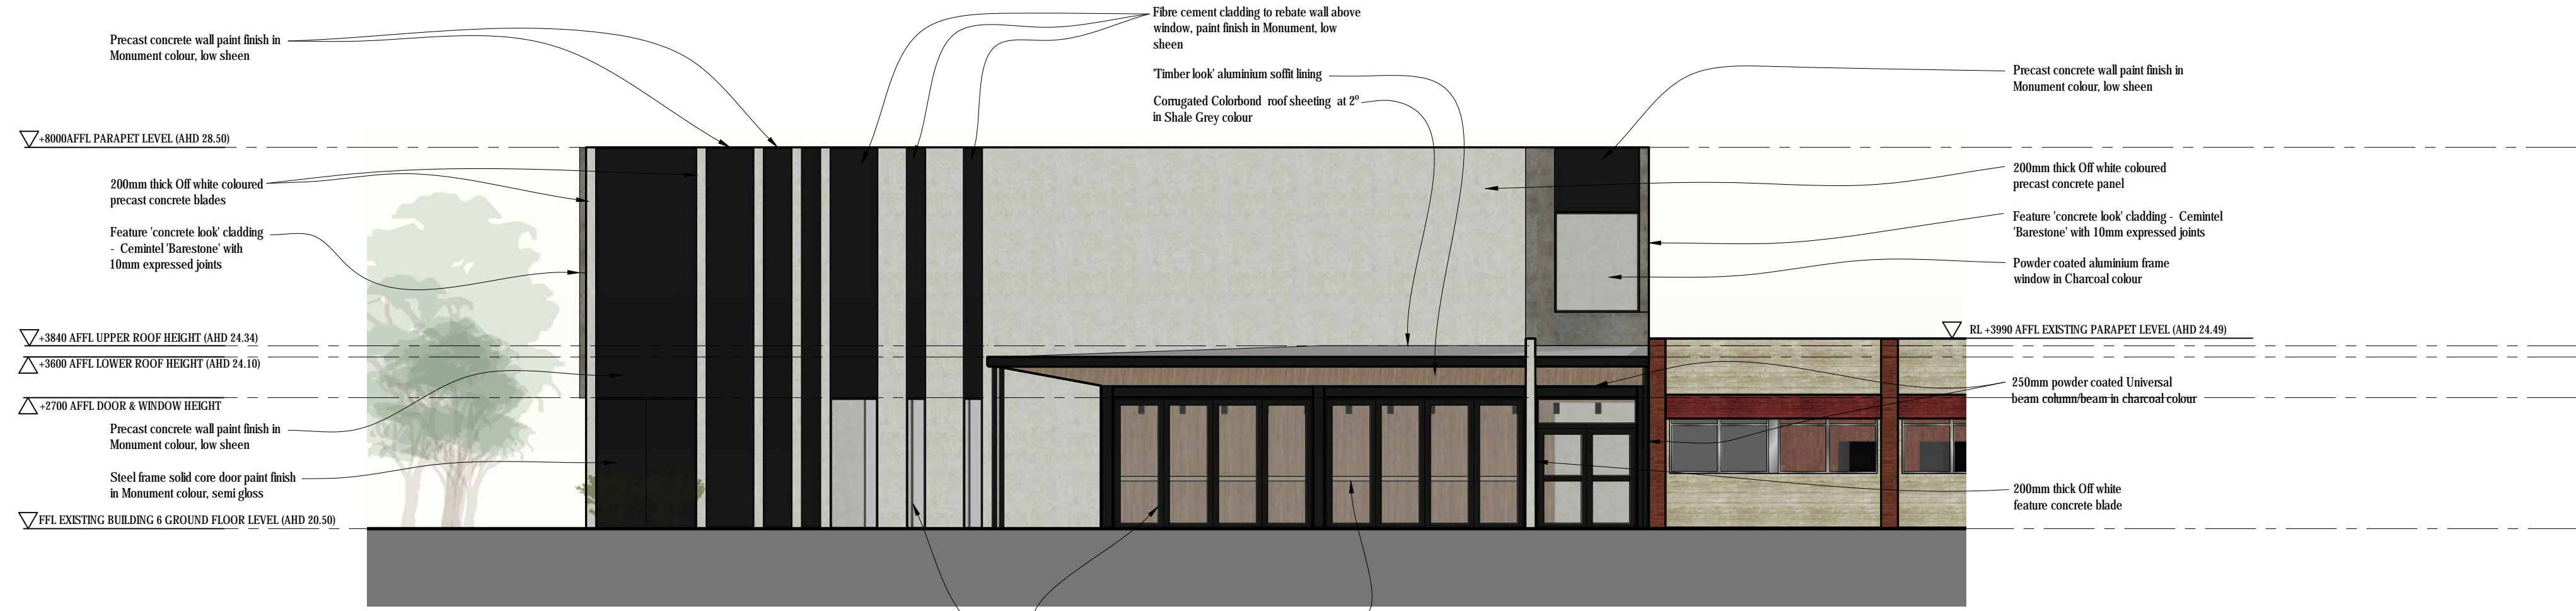 Precast concrete wall paint finish in
Monument colour, low sheen
+8000AFFL PARAPET LEVEL (AHD 28.50)
200mm thick Off white coloured
precast concrete blades
Feature 'concrete look' cladding
- Cemintel 'Barestone' with
10mm expressed joints
+3840 AFFL UPPER ROOF HEIGHT (AHD 24.34)
+3600 AFFL LOWER ROOF HEIGHT (AHD 24.10)
+2700 AFFL DOOR & WINDOW HEIGHT
Precast concrete wall paint finish in
Monument colour, low sheen
Steel frame solid core door paint finish
in Monument colour, semi gloss
FFL EXISTING BUILDING 6 GROUND FLOOR LEVEL (AHD 20.50)
Fibre cement cladding to rebate wall above
window, paint finish in Monument, low
sheen
'Timber look' aluminium soffit lining
Corrugated Colorbond roof sheeting at 2º
in Shale Grey colour
Precast concrete wall paint finish in
Monument colour, low sheen
200mm thick Off white coloured
precast concrete panel
Feature 'concrete look' cladding - Cemintel
'Barestone' with 10mm expressed joints
Powder coated aluminium frame
window in Charcoal colour
RL +3990 AFFL EXISTING PARAPET LEVEL (AHD 24.49)
250mm powder coated Universal
beam column/beam in charcoal colour
200mm thick Off white
feature concrete blade